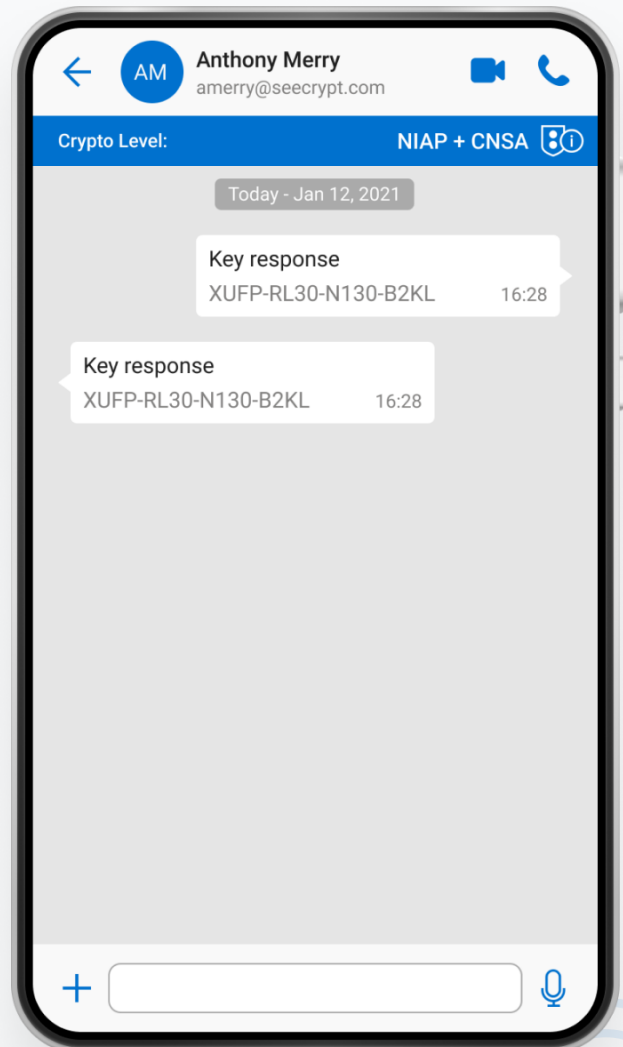 AM
Anthony Merry
amerry@seecrypt.com
Crypto Level: NIAP + CNSA
Today - Jan 12, 2021
Key response
XUFP-RL30-N130-B2KL 16:28
Key response
XUFP-RL30-N130-B2KL 16:28